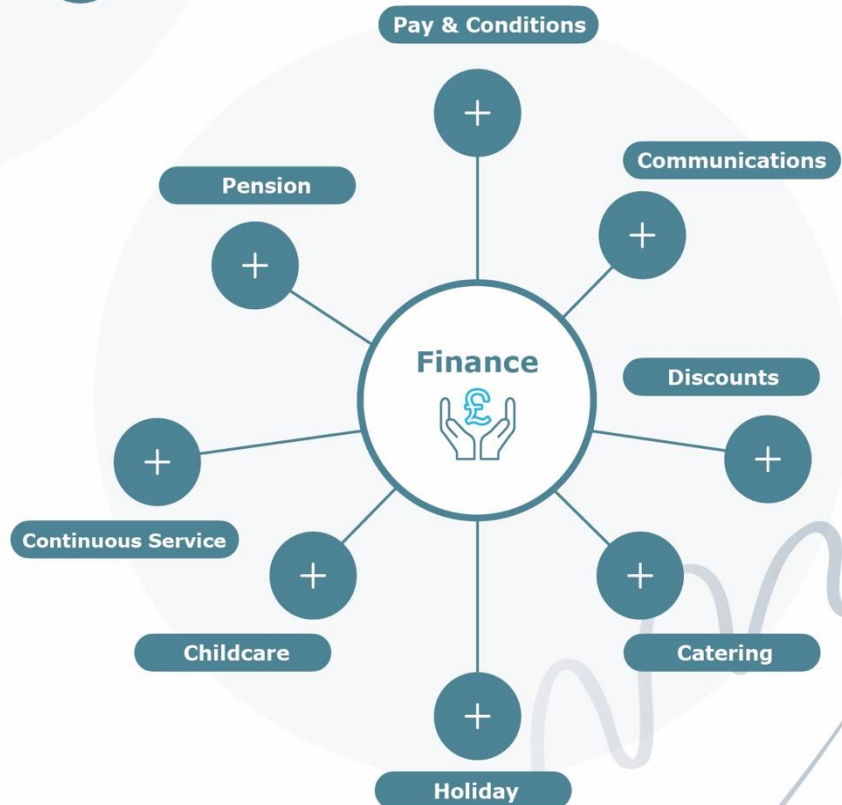 Pay & Conditions
Communications
Pension
Finance
£
Discounts
Continuous Service
Childcare
Catering
Holiday